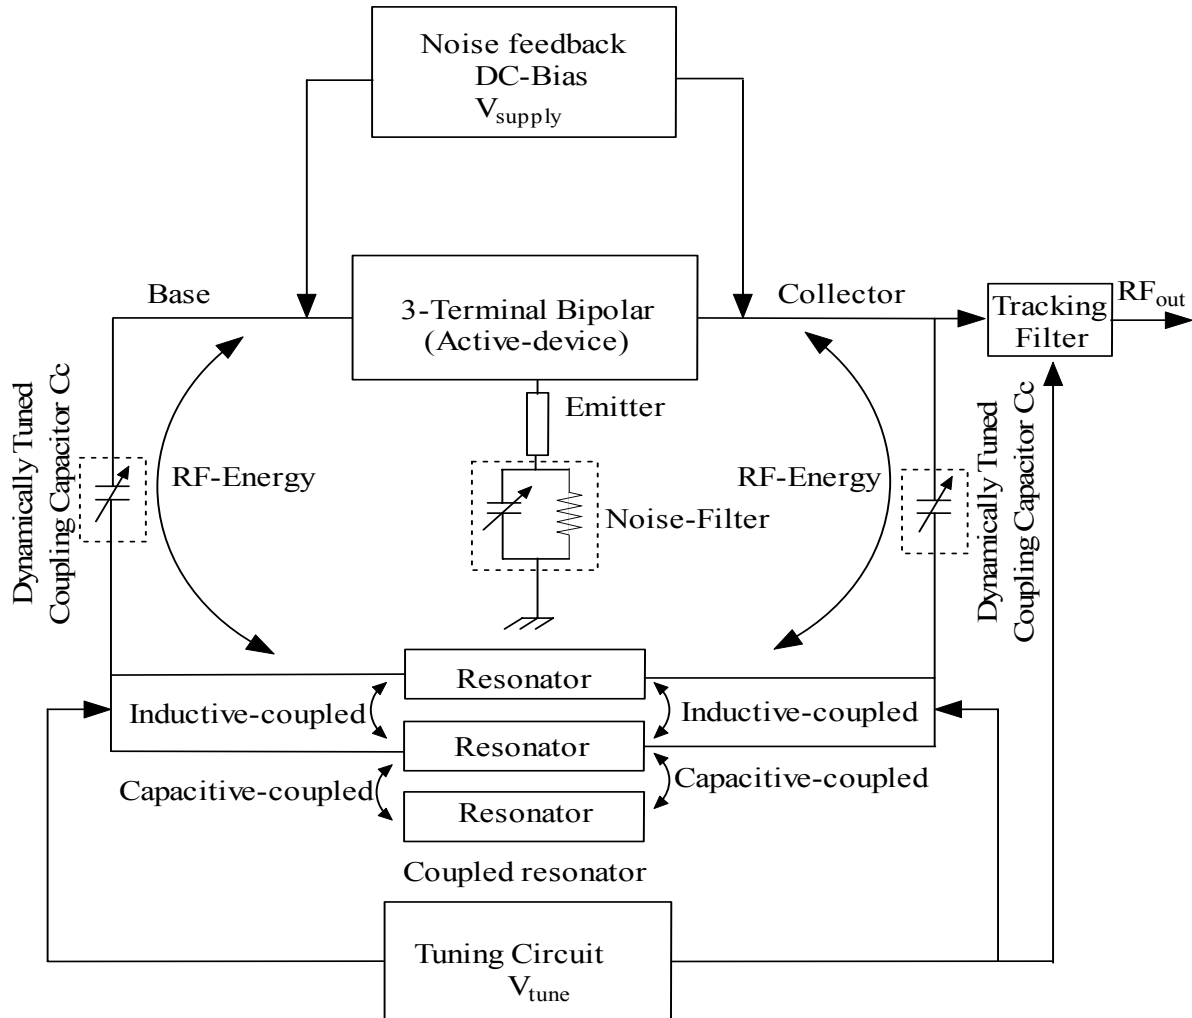 Noise feedback
DC-Bias
Vsupply
Base
3-Terminal Bipolar
(Active-device)
Collector
Tracking
Filter
RFout
Emitter
Dynamically Tuned
Coupling Capacitor Cc
RF-Energy
Noise-Filter
RF-Energy
Dynamically Tuned
Coupling Capacitor Cc
Resonator
Inductive-coupled
Inductive-coupled
Resonator
Capacitive-coupled
Capacitive-coupled
Resonator
Coupled resonator
Tuning Circuit
Vtune